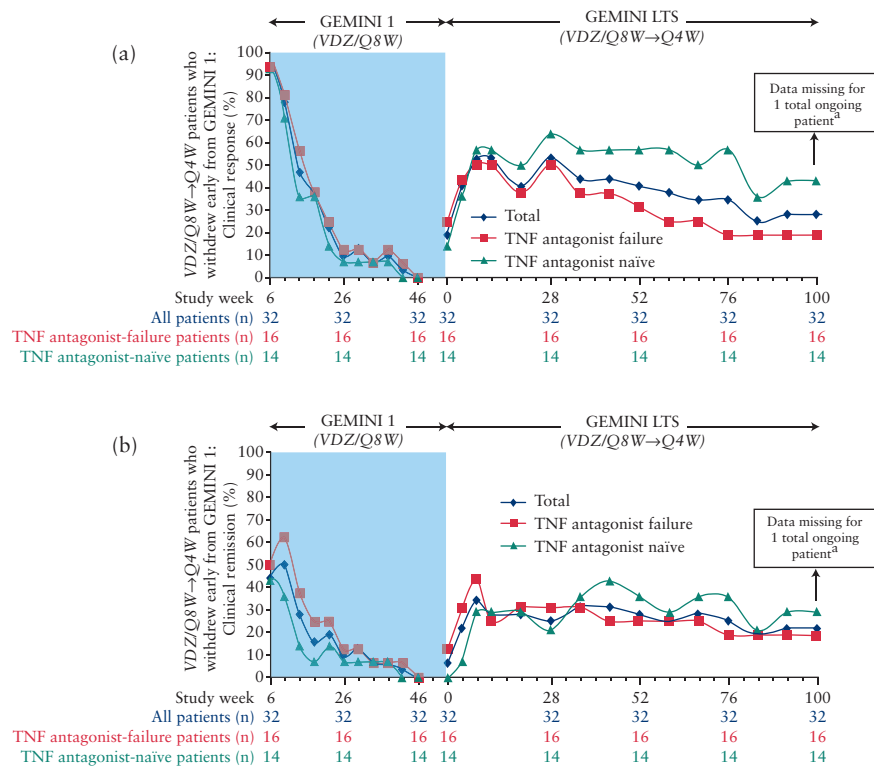 GEMINI 1
(VDZ/Q8W)
GEMINI LTS
(VDZ/Q8W→Q4W)
(a)
VDZ/Q8W→Q4W patients who
withdrew early from GEMINI 1:
Clinical response (%)
100
90
80
70
60
50
40
30
20
10
0
Data missing for
1 total ongoing
patientᵃ
Total
TNF antagonist failure
TNF antagonist naïve
Study week 6 26 46 0 28 52 76 100
All patients (n) 32 32 32 32 32 32 32 32
TNF antagonist-failure patients (n) 16 16 16 16 16 16 16 16
TNF antagonist-naïve patients (n) 14 14 14 14 14 14 14 14
GEMINI 1
(VDZ/Q8W)
GEMINI LTS
(VDZ/Q8W→Q4W)
(b)
VDZ/Q8W→Q4W patients who
withdrew early from GEMINI 1:
Clinical remission (%)
100
90
80
70
60
50
40
30
20
10
0
Total
TNF antagonist failure
TNF antagonist naïve
Data missing for
1 total ongoing
patientᵃ
Study week 6 26 46 0 28 52 76 100
All patients (n) 32 32 32 32 32 32 32 32
TNF antagonist-failure patients (n) 16 16 16 16 16 16 16 16
TNF antagonist-naïve patients (n) 14 14 14 14 14 14 14 14